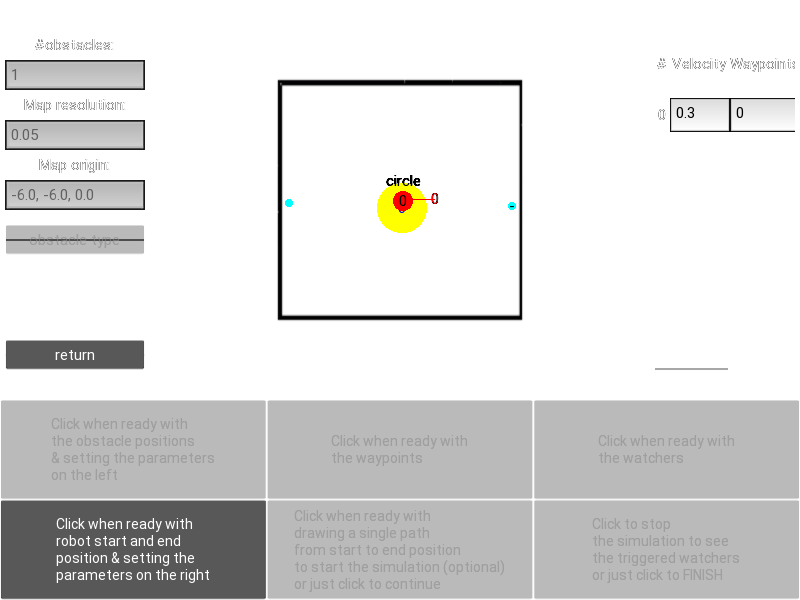 #obstacles:
1
Map resolution:
0.05
Map origin:
-6.0, -6.0, 0.0
obstacle type
return
circle
0
0
# Velocity Waypoints
0 0.3 0
Click when ready with
the obstacle positions
& setting the parameters
on the left
Click when ready with
the waypoints
Click when ready with
the watchers
Click when ready with
robot start and end
position & setting the
parameters on the right
Click when ready with
drawing a single path
from start to end position
to start the simulation (optional)
or just click to continue
Click to stop
the simulation to see
the triggered watchers
or just click to FINISH